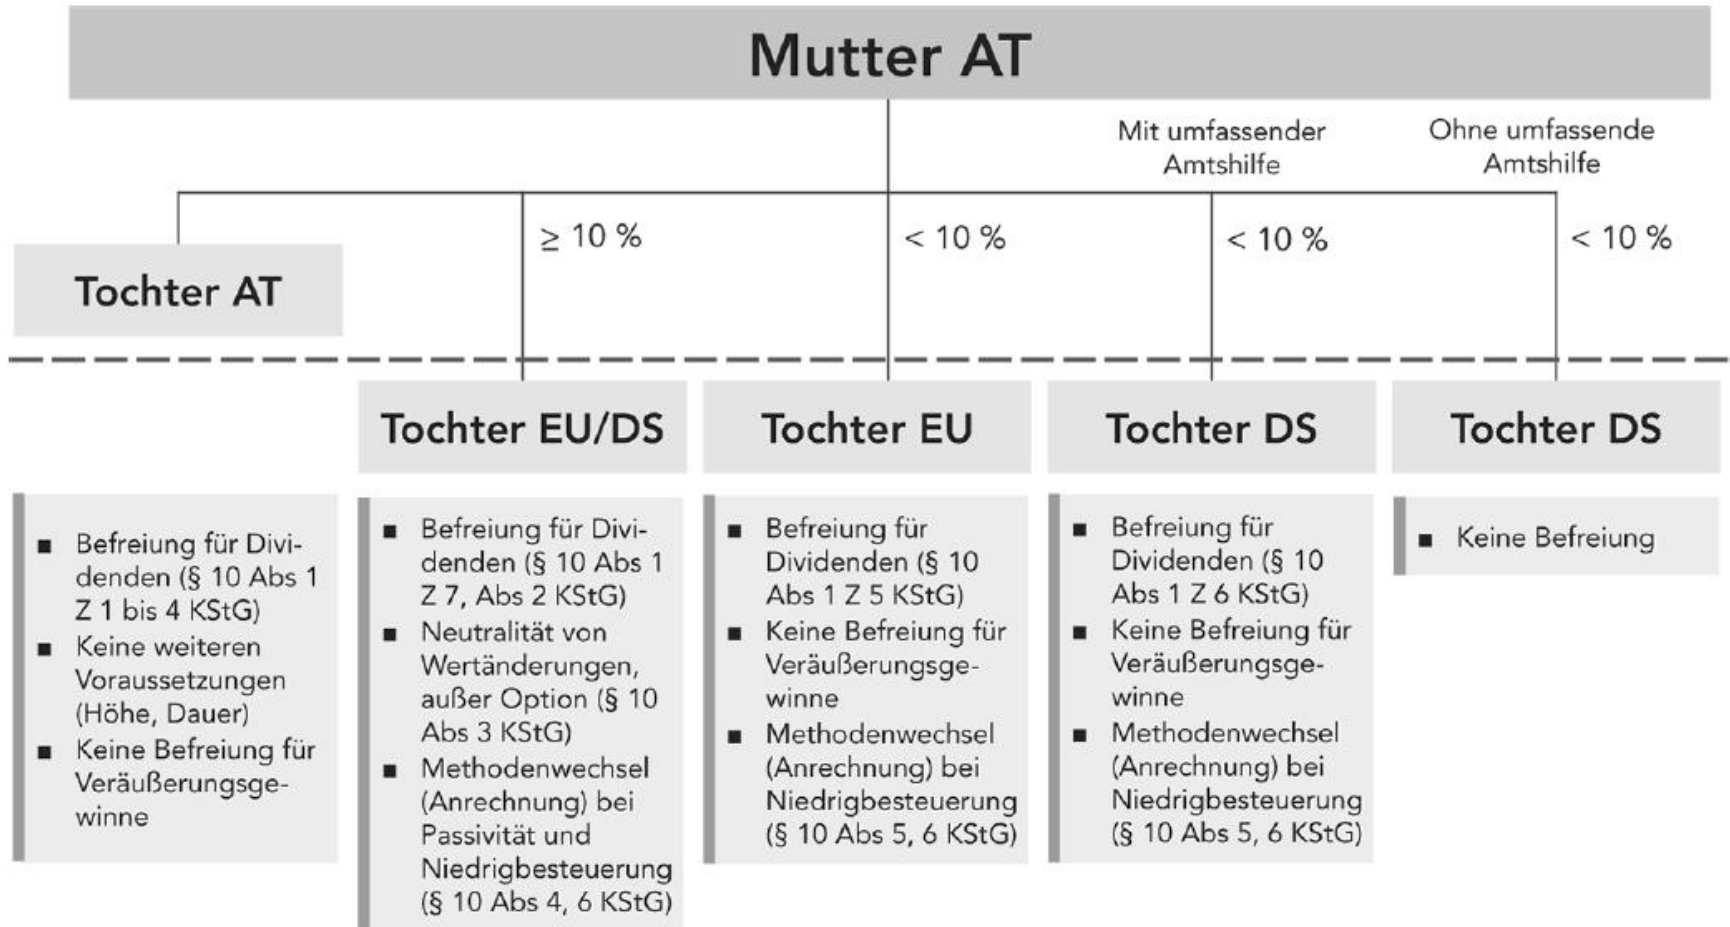 Mutter AT
Mit umfassender
Amtshilfe
Ohne umfassende
Amtshilfe
≥ 10 %
< 10 %
< 10 %
< 10 %
Tochter AT
Tochter EU/DS
Tochter EU
Tochter DS
Tochter DS
■ Befreiung für Divi-
denden (§ 10 Abs 1
Z 1 bis 4 KStG)
■ Keine weiteren
Voraussetzungen
(Höhe, Dauer)
■ Keine Befreiung für
Veräußerungsge-
winne
■ Befreiung für Divi-
denden (§ 10 Abs 1
Z 7, Abs 2 KStG)
■ Neutralität von
Wertänderungen,
außer Option (§ 10
Abs 3 KStG)
■ Methodenwechsel
(Anrechnung) bei
Passivität und
Niedrigbesteuerung
(§ 10 Abs 4, 6 KStG)
■ Befreiung für
Dividenden (§ 10
Abs 1 Z 5 KStG)
■ Keine Befreiung für
Veräußerungsge-
winne
■ Methodenwechsel
(Anrechnung) bei
Niedrigbesteuerung
(§ 10 Abs 5, 6 KStG)
■ Befreiung für
Dividenden (§ 10
Abs 1 Z 6 KStG)
■ Keine Befreiung für
Veräußerungsge-
winne
■ Methodenwechsel
(Anrechnung) bei
Niedrigbesteuerung
(§ 10 Abs 5, 6 KStG)
■ Keine Befreiung